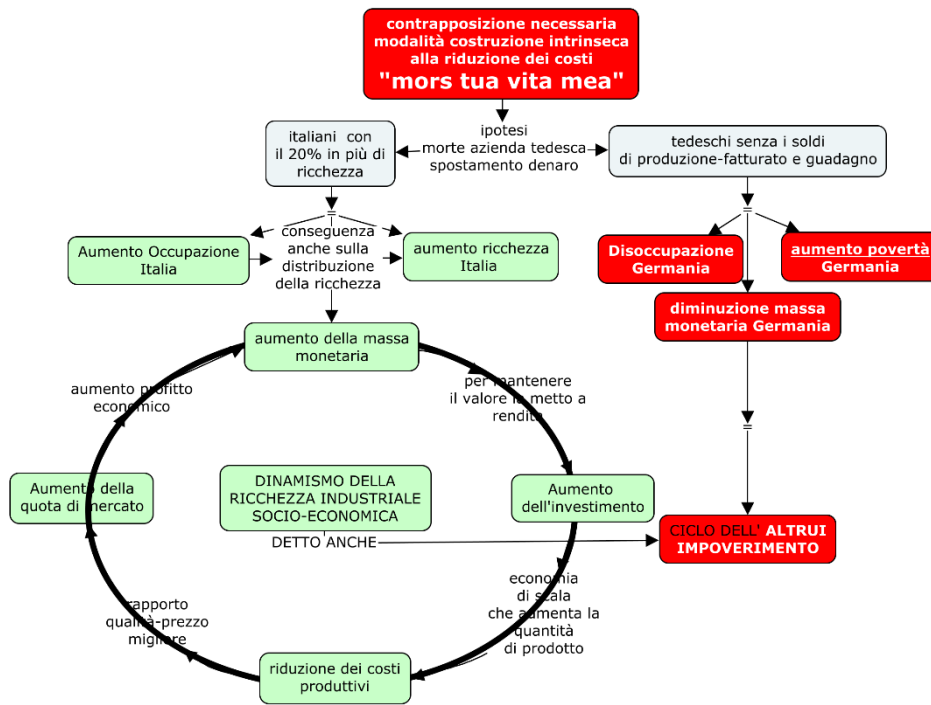 contrapposizione necessaria
modalità costruzione intrinseca
alla riduzione dei costi
"mors tua vita mea"
italiani con
il 20% in più di
ricchezza
ipotesi
morte azienda tedesca
spostamento denaro
tedeschi senza i soldi
di produzione-fatturato e guadagno
=
=
Aumento Occupazione
Italia
conseguenza
anche sulla
distribuzione
della ricchezza
aumento ricchezza
Italia
Disoccupazione
Germania
aumento povertà
Germania
diminuzione massa
monetaria Germania
aumento della massa
monetaria
aumento profitto
economico
per mantenere
il valore la metto a
rendita
=
Aumento della
quota di mercato
DINAMISMO DELLA
RICCHEZZA INDUSTRIALE
SOCIO-ECONOMICA
Aumento
dell'investimento
DETTO ANCHE
CICLO DELL' ALTRUI
IMPOVERIMENTO
rapporto
qualità-prezzo
migliore
economia
di scala
che aumenta la
quantità
di prodotto
riduzione dei costi
produttivi